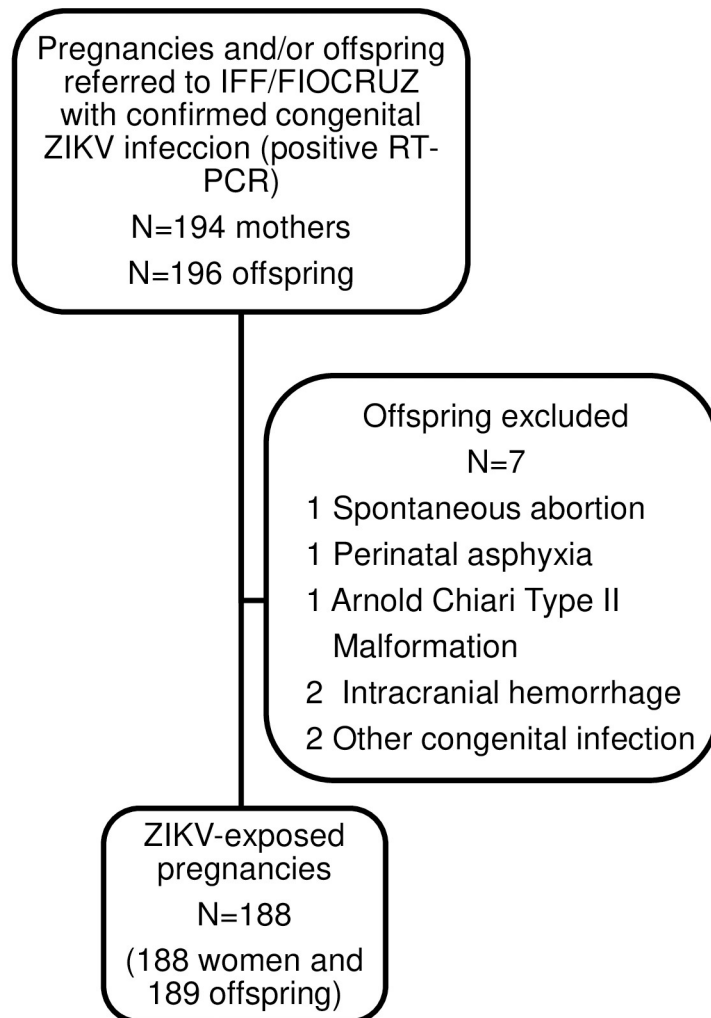 Pregnancies and/or offspring
referred to IFF/FIOCRUZ
with confirmed congenital
ZIKV infeccion (positive RT-
PCR)
N=194 mothers
N=196 offspring
Offspring excluded
N=7
1 Spontaneous abortion
1 Perinatal asphyxia
1 Arnold Chiari Type II
Malformation
2 Intracranial hemorrhage
2 Other congenital infection
ZIKV-exposed
pregnancies
N=188
(188 women and
189 offspring)